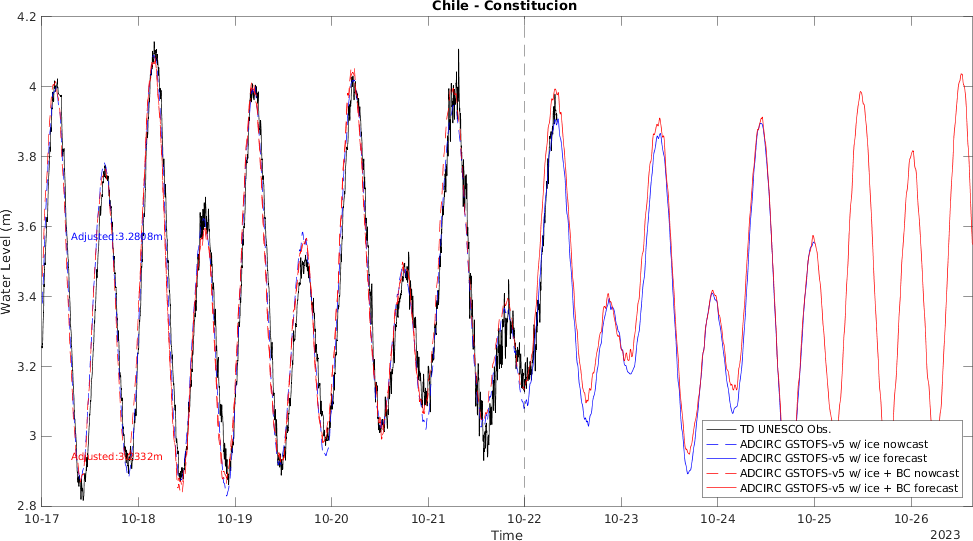 Chile - Constitucion
4.2
4
3.8
3.6
3.4
3.2
3
2.8
Water Level (m)
Adjusted:3.2808m
TD UNESCO Obs.
ADCIRC GSTOFS-v5 w/ ice nowcast
ADCIRC GSTOFS-v5 w/ ice forecast
ADCIRC GSTOFS-v5 w/ ice + BC nowcast
ADCIRC GSTOFS-v5 w/ ice + BC forecast
10-17 10-18 10-19 10-20 10-21 10-22 10-23 10-24 10-25 10-26
Time
2023